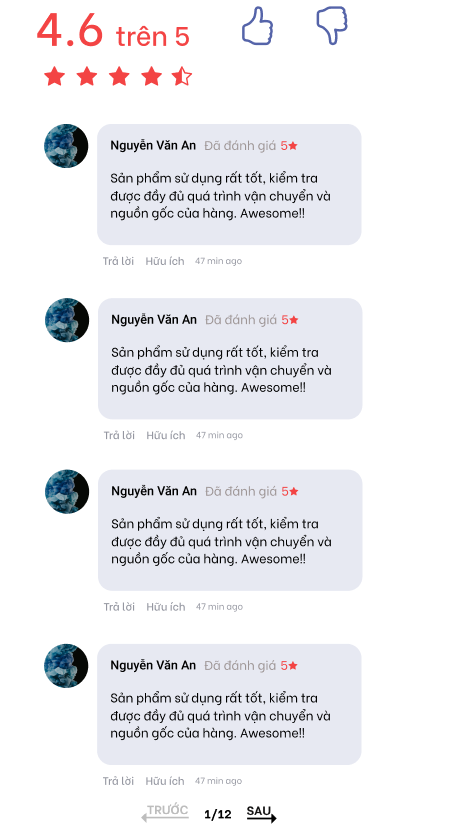 4.6 trên 5
Nguyễn Văn An Đã đánh giá 5★
Sản phẩm sử dụng rất tốt, kiểm tra
được đầy đủ quá trình vận chuyển và
nguồn gốc của hàng. Awesome!!
Trả lời Hữu ích 47 min ago
Nguyễn Văn An Đã đánh giá 5★
Sản phẩm sử dụng rất tốt, kiểm tra
được đầy đủ quá trình vận chuyển và
nguồn gốc của hàng. Awesome!!
Trả lời Hữu ích 47 min ago
Nguyễn Văn An Đã đánh giá 5★
Sản phẩm sử dụng rất tốt, kiểm tra
được đầy đủ quá trình vận chuyển và
nguồn gốc của hàng. Awesome!!
Trả lời Hữu ích 47 min ago
Nguyễn Văn An Đã đánh giá 5★
Sản phẩm sử dụng rất tốt, kiểm tra
được đầy đủ quá trình vận chuyển và
nguồn gốc của hàng. Awesome!!
Trả lời Hữu ích 47 min ago
TRƯỚC 1/12 SAU